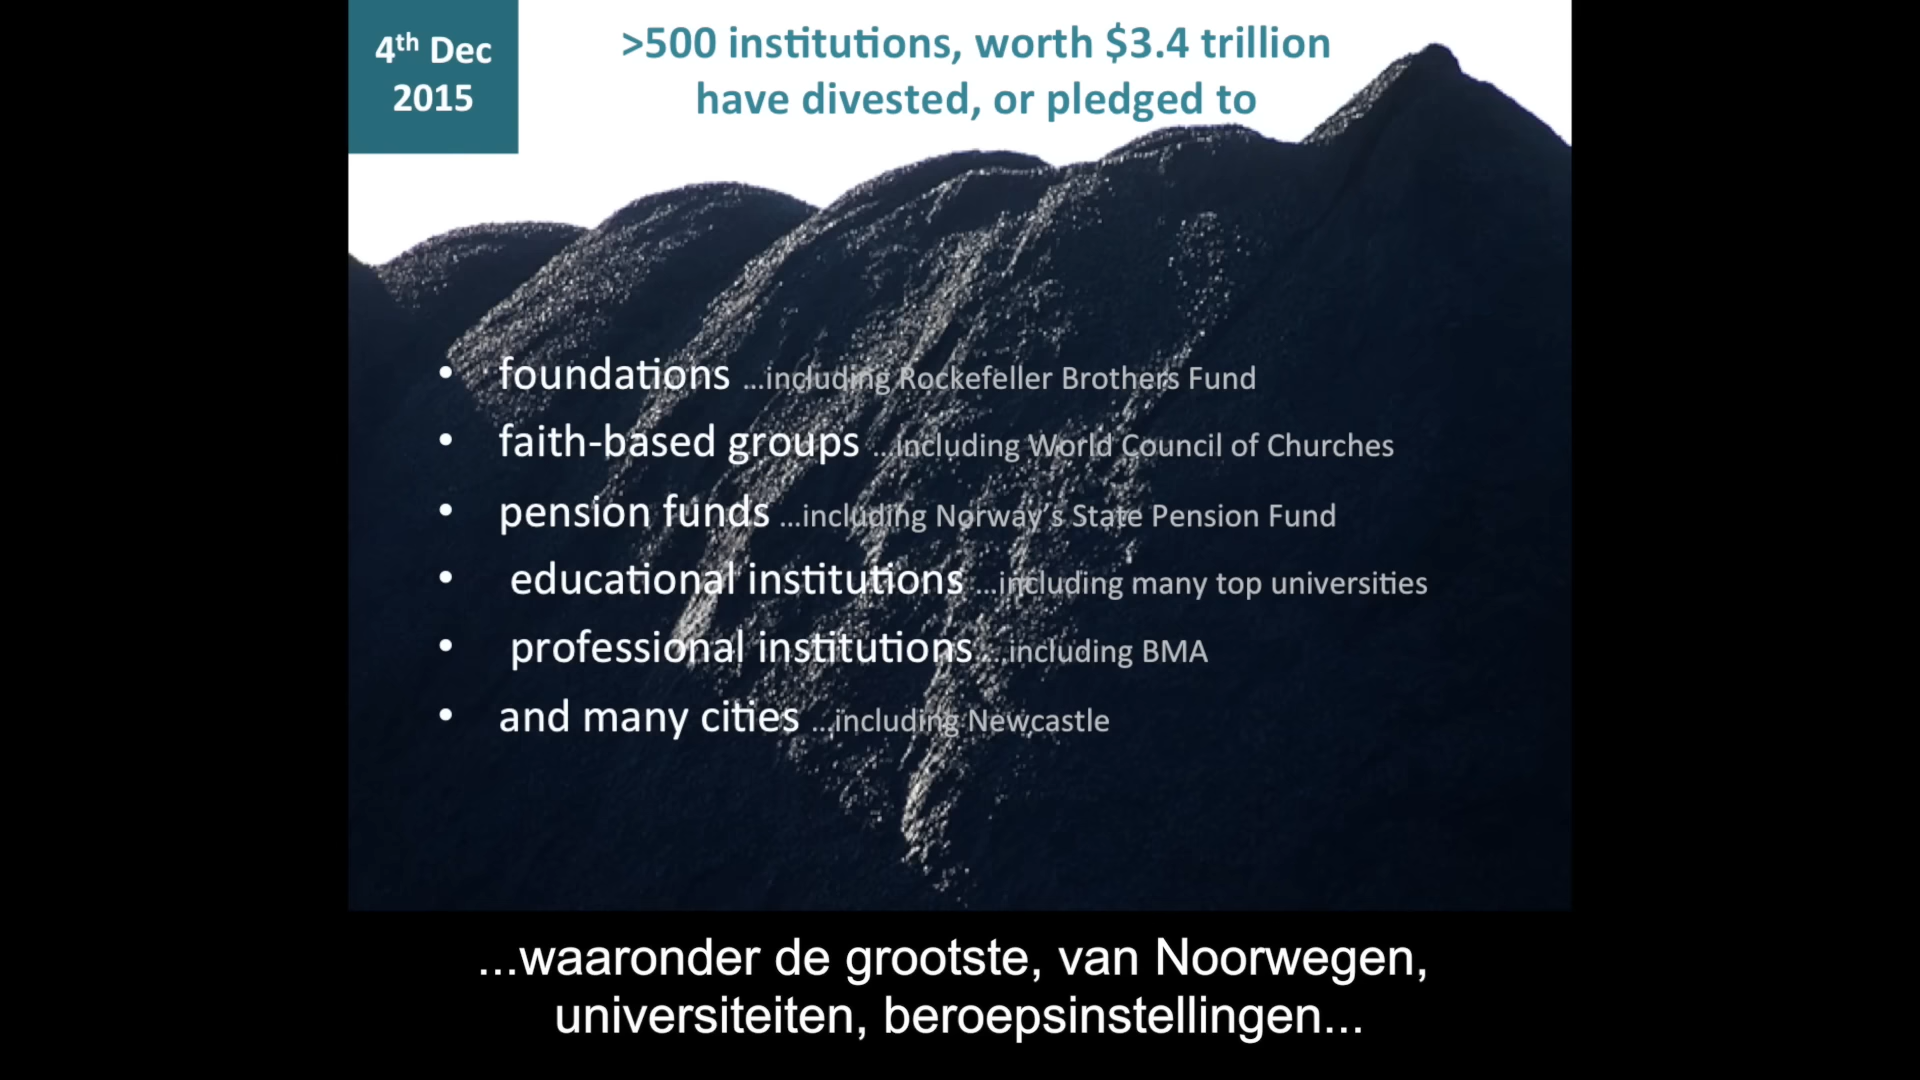 4th Dec
2015
>500 institutions, worth $3.4 trillion
have divested, or pledged to
• foundations ...including Rockefeller Brothers Fund
• faith-based groups ...including World Council of Churches
• pension funds ...including Norway's State Pension Fund
• educational institutions ...including many top universities
• professional institutions ...including BMA
• and many cities ...including Newcastle
...waaronder de grootste, van Noorwegen,
universiteiten, beroepsinstellingen...